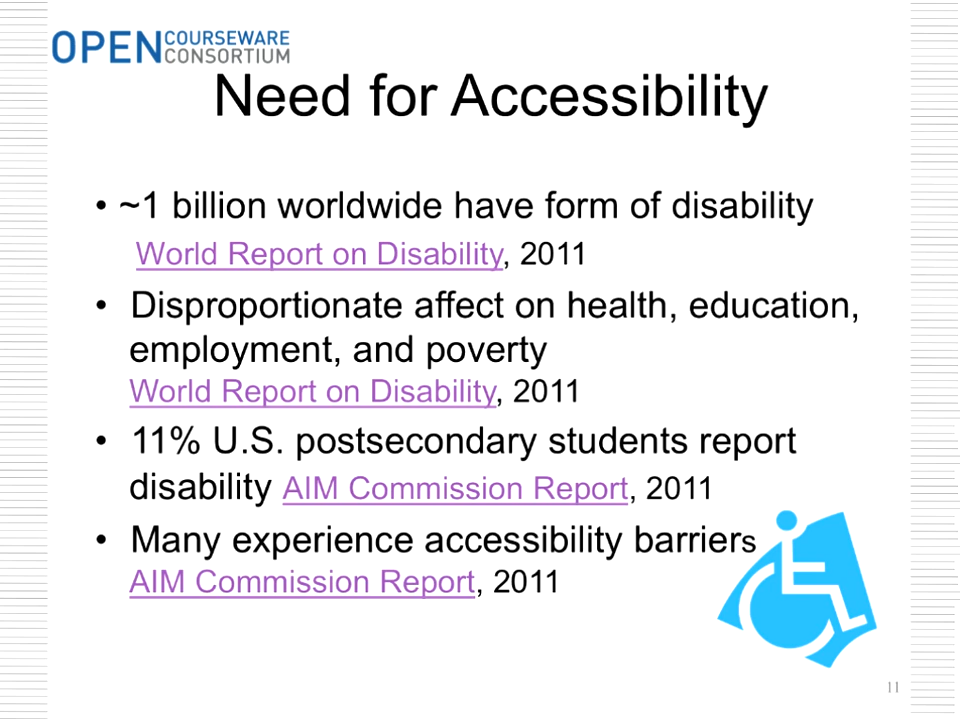 OPEN COURSEWARE
CONSORTIUM
Need for Accessibility
• ~1 billion worldwide have form of disability
World Report on Disability, 2011
• Disproportionate affect on health, education,
employment, and poverty
World Report on Disability, 2011
• 11% U.S. postsecondary students report
disability AIM Commission Report, 2011
• Many experience accessibility barriers
AIM Commission Report, 2011
11